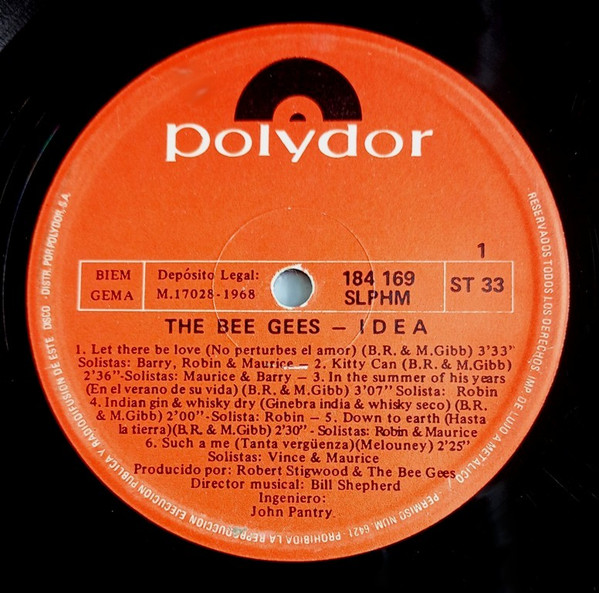 polydor
1
BIEM
GEMA
Depósito Legal:
M.17028-1968
184 169
SLPHM
ST 33
THE BEE GEES – IDEA
1. Let there be love (No perturbes el amor) (B.R. & M.Gibb) 3'33"
Solistas: Barry, Robin & Maurice – 2. Kitty Can (B.R. & M.Gibb)
2'36"-Solistas: Maurice & Barry – 3. In the summer of his years
(En el verano de su vida) (B.R. & M.Gibb) 3'07" Solista: Robin
4. Indian gin & whisky dry (Ginebra india & whisky seco) (B.R.
& M.Gibb) 2'00"-Solista: Robin – 5. Down to earth (Hasta
la tierra)(B.R.& M.Gibb) 2'30" - Solistas: Robin & Maurice
6. Such a me (Tanta vergüenza)(Melouney) 2'25"
Solistas: Vince & Maurice
Producido por: Robert Stigwood & The Bee Gees
Director musical: Bill Shepherd
Ingeniero:
John Pantry
RESERVADOS TODOS LOS DERECHOS. IMP. DE LUJO A METALICO - PERMISO NUM. 6421 - PROHIBIDA LA REPRODUCCION, EJECUCION PUBLICA Y RADIODIFUSION DE ESTE DISCO - DISTR. POR POLYDOR, S.A.